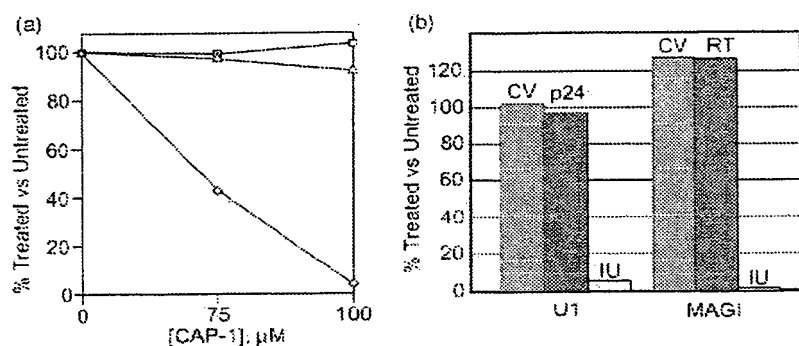 (a)
100
80
60
40
20
0
% Treated vs Untreated
0
75
100
[CAP-1], µM
(b)
120
100
80
60
40
20
0
% Treated vs Untreated
CV
p24
IU
CV
RT
IU
U1
MAGI